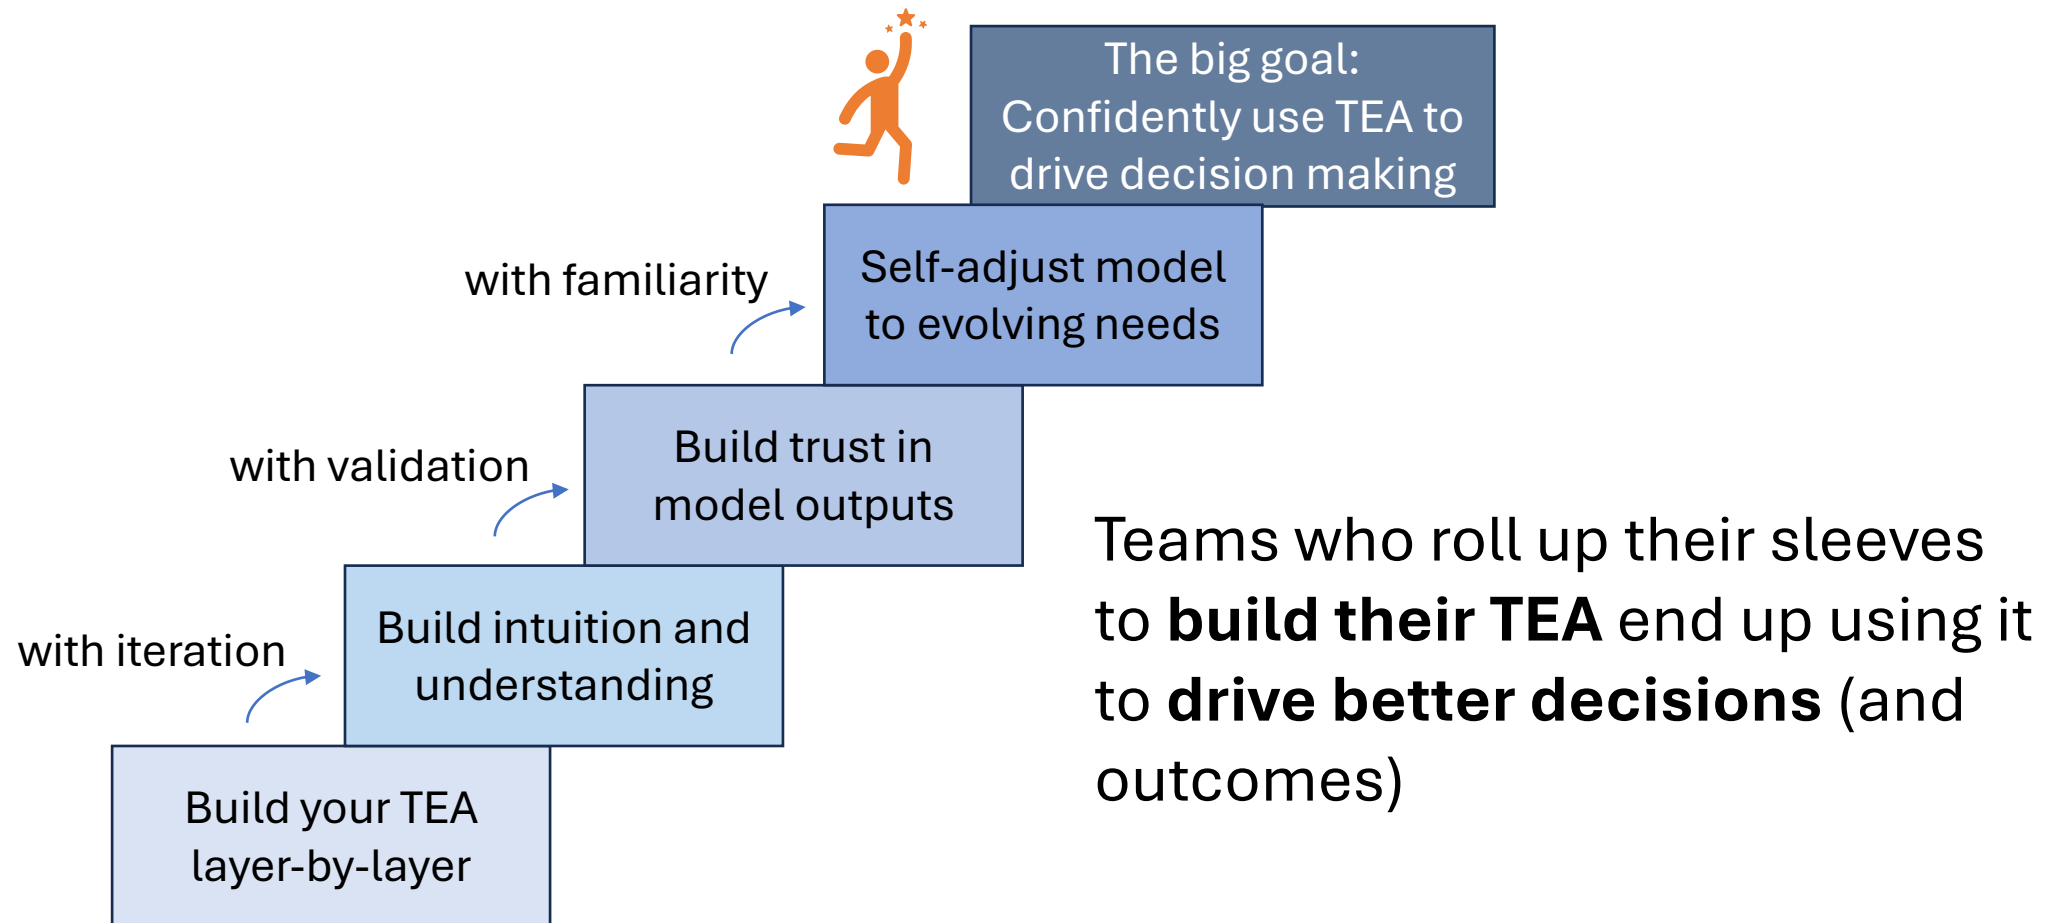 The big goal:
Confidently use TEA to
drive decision making
with familiarity
Self-adjust model
to evolving needs
with validation
Build trust in
model outputs
with iteration
Build intuition and
understanding
Build your TEA
layer-by-layer
Teams who roll up their sleeves
to build their TEA end up using it
to drive better decisions (and
outcomes)